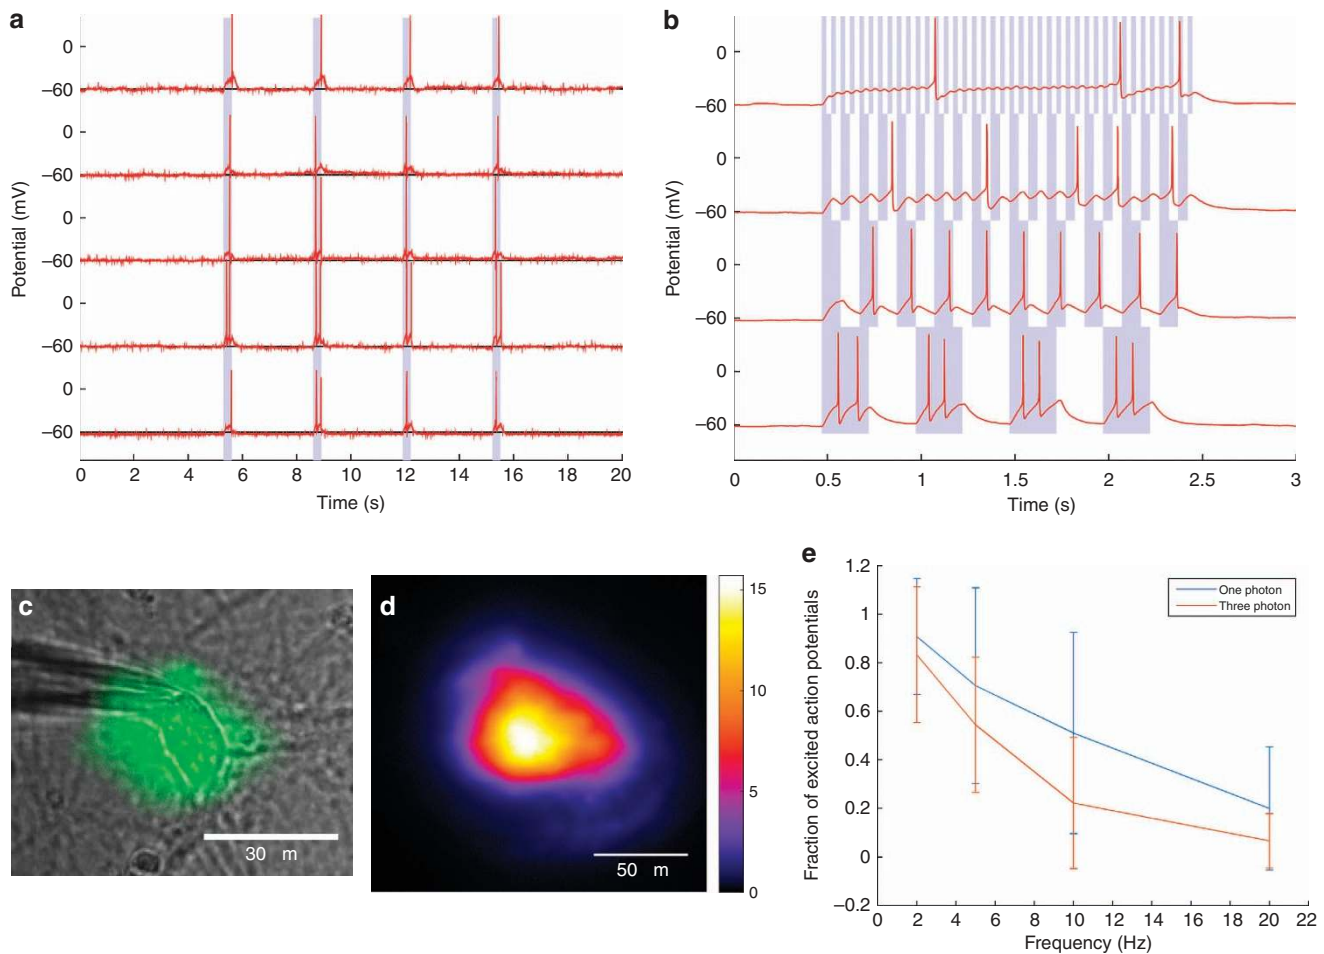 a
0
–60
0
–60
0
–60
0
–60
0
–60
Potential (mV)
0 2 4 6 8 10 12 14 16 18 20
Time (s)
b
0
–60
0
–60
0
–60
0
–60
Potential (mV)
0 0.5 1 1.5 2 2.5 3
Time (s)
c
30 m
d
50 m
15
10
5
0
e
1.2
1
0.8
0.6
0.4
0.2
0
–0.2
Fraction of excited action potentials
One photon
Three photon
0 2 4 6 8 10 12 14 16 18 20 22
Frequency (Hz)